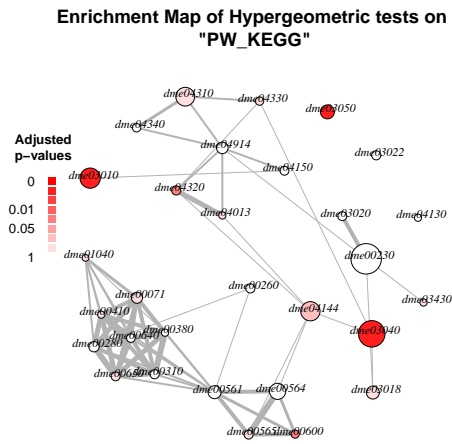 Enrichment Map of Hypergeometric tests on
"PW_KEGG"
dme04310
dme04330
dme03050
dme04340
dme04914
dme03022
Adjusted
p-values
dme04150
0
dme03010
dme04320
0.01
dme04013
dme03020
dme04130
0.05
1
dme01040
dme00230
dme00071
dme00260
dme03430
dme00410
dme04144
dme00640
dme00380
dme03040
dme00280
dme00650
dme00310
dme00561
dme00564
dme03018
dme00565
dme00600